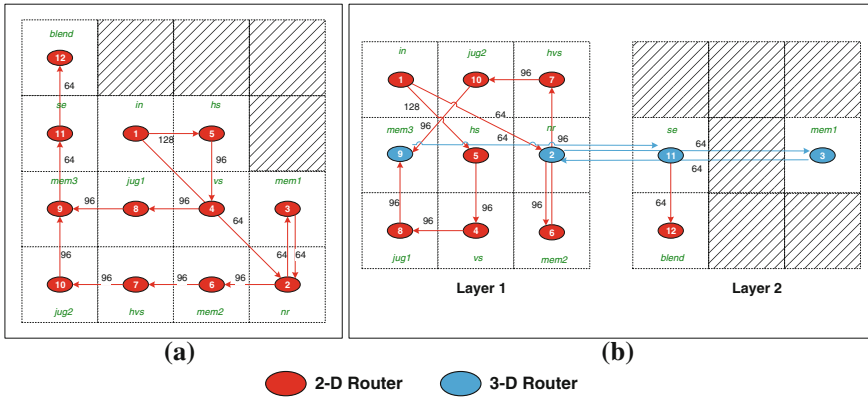 blend
12
64
se
in
hs
11
1
128
5
64
96
mem3
jug1
vs
mem1
9
96
8
96
4
3
64
96
64
64
10
96
7
96
6
96
2
jug2
hvs
mem2
nr
(a)
in
jug2
hvs
1
10
96
7
128
64
mem3
96
hs
nr
96
64
9
5
2
96
96
96
96
8
96
4
6
jug1
vs
mem2
Layer 1
se
mem1
11
64
3
64
64
12
blend
Layer 2
(b)
2-D Router
3-D Router